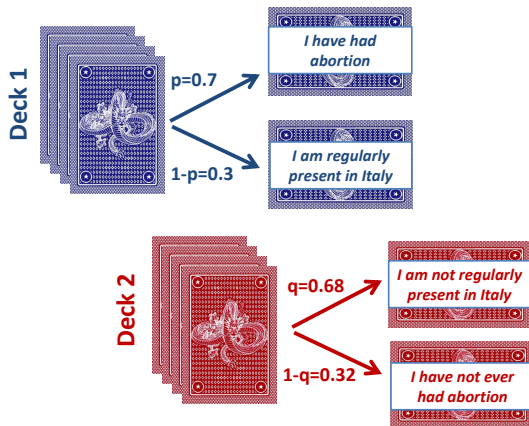 Deck 1
p=0.7
I have had
abortion
1-p=0.3
I am regularly
present in Italy
Deck 2
q=0.68
I am not regularly
present in Italy
1-q=0.32
I have not ever
had abortion